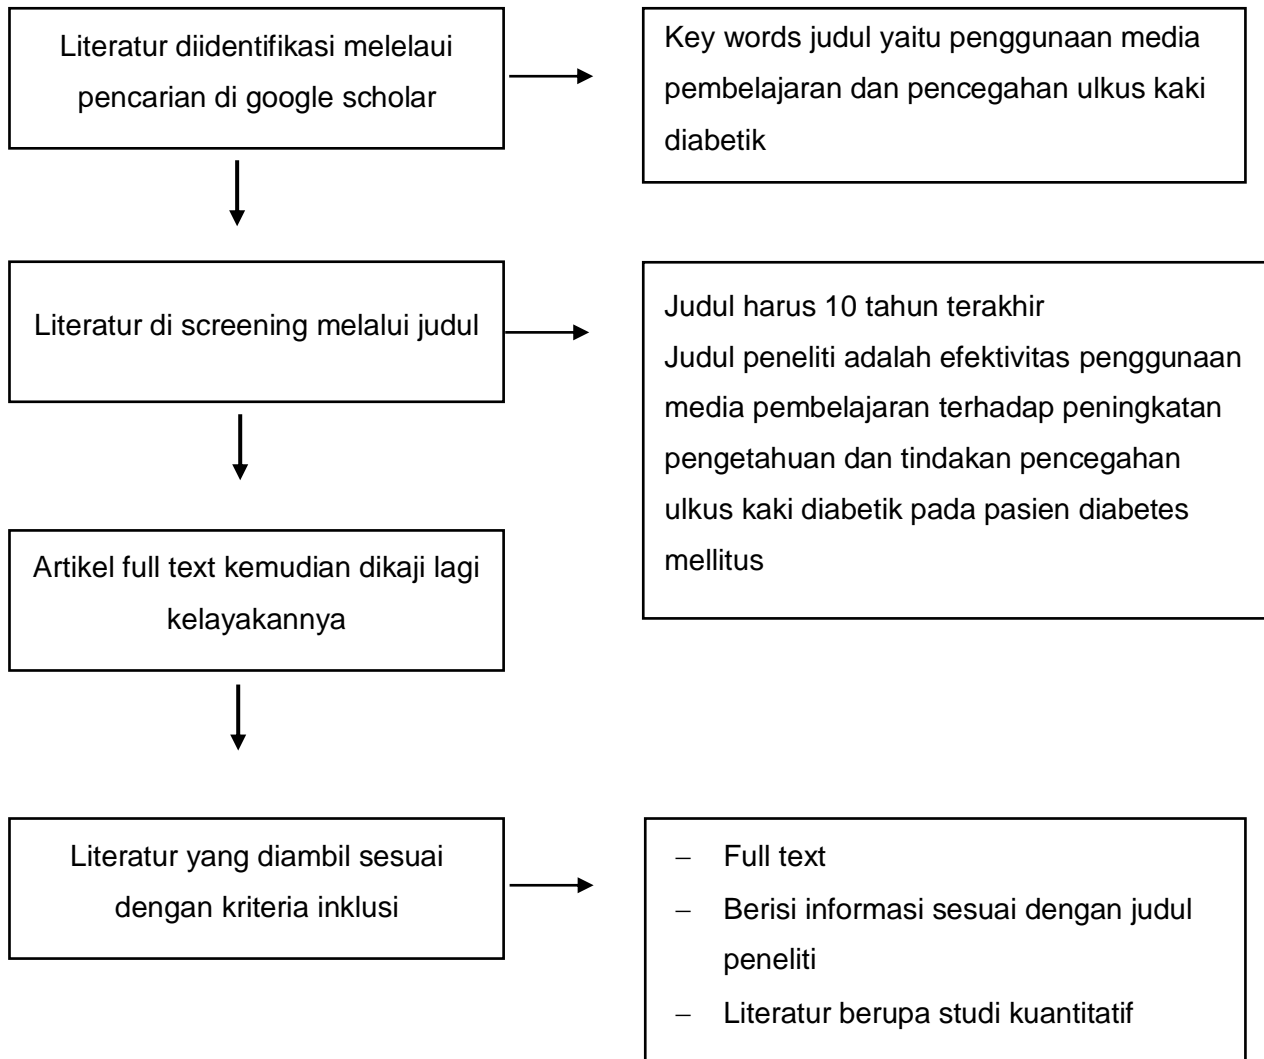 Literatur diidentifikasi melelaui
pencarian di google scholar
Key words judul yaitu penggunaan media
pembelajaran dan pencegahan ulkus kaki
diabetik
Literatur di screening melalui judul
Judul harus 10 tahun terakhir
Judul peneliti adalah efektivitas penggunaan
media pembelajaran terhadap peningkatan
pengetahuan dan tindakan pencegahan
ulkus kaki diabetik pada pasien diabetes
mellitus
Artikel full text kemudian dikaji lagi
kelayakannya
Literatur yang diambil sesuai
dengan kriteria inklusi
– Full text
– Berisi informasi sesuai dengan judul
peneliti
– Literatur berupa studi kuantitatif